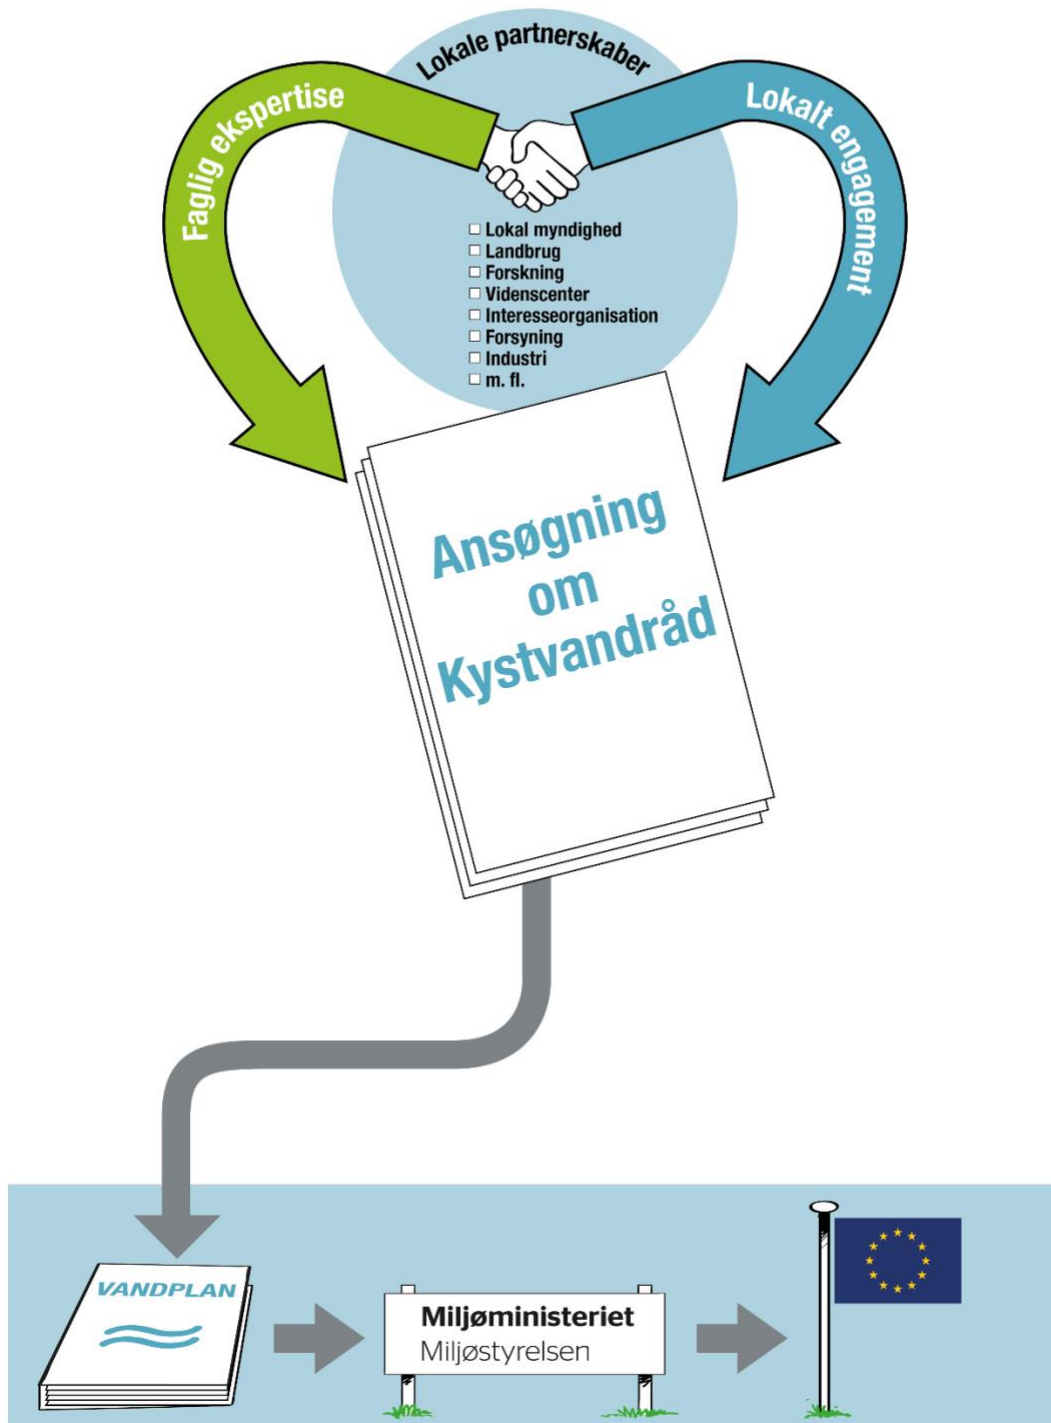 Lokale partnerskaber
Faglig ekspertise
Lokalt engagement
Lokal myndighed
Landbrug
Forskning
Videnscenter
Interesseorganisation
Forsyning
Industri
m. fl.
Ansøgning
om
Kystvandråd
VANDPLAN
Miljøministeriet
Miljøstyrelsen